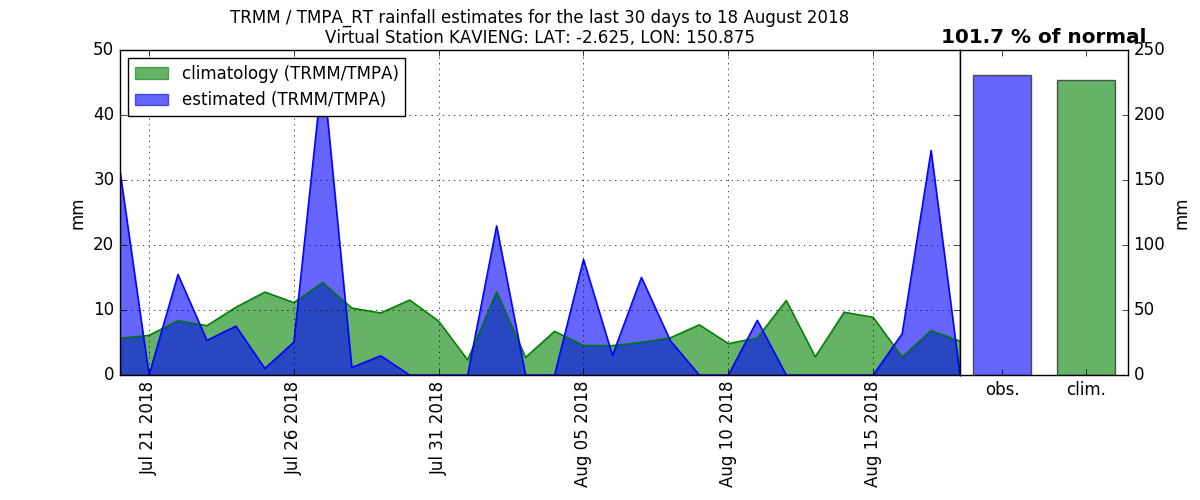 TRMM / TMPA_RT rainfall estimates for the last 30 days to 18 August 2018
Virtual Station KAVIENG: LAT: -2.625, LON: 150.875
101.7 % of normal
climatology (TRMM/TMPA)
estimated (TRMM/TMPA)
50
40
30
20
10
0
mm
Jul 21 2018
Jul 26 2018
Jul 31 2018
Aug 05 2018
Aug 10 2018
Aug 15 2018
obs.
clim.
250
200
150
100
50
0
mm